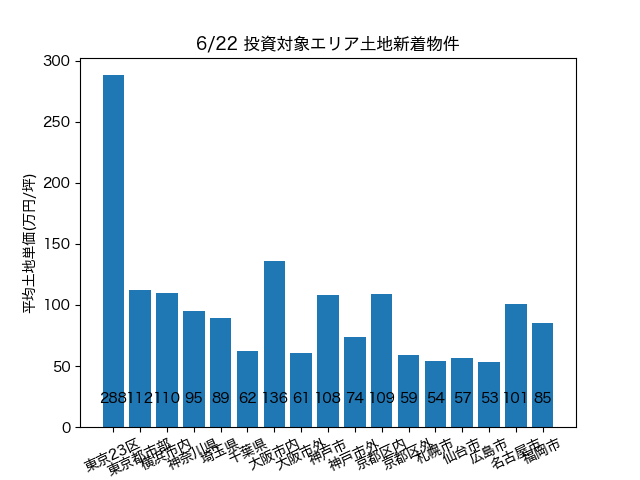 6/22 投資対象エリア土地新着物件
平均土地単価(万円/坪)
300
250
200
150
100
50
0
288 112 110 95 89 62 136 61 108 74 109 59 54 57 53 101 85
東京23区
東京都市部
横浜市内
神奈川県
埼玉県
千葉県
大阪市内
大阪市外
神戸市
神戸市外
京都区内
京都区外
札幌市
仙台市
広島市
名古屋市
福岡市